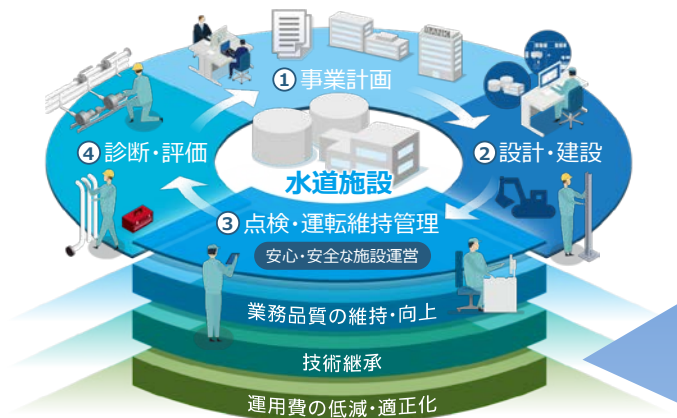 ① 事業計画
② 設計・建設
④ 診断・評価
水道施設
③ 点検・運転維持管理
安心・安全な施設運営
業務品質の維持・向上
技術継承
運用費の低減・適正化